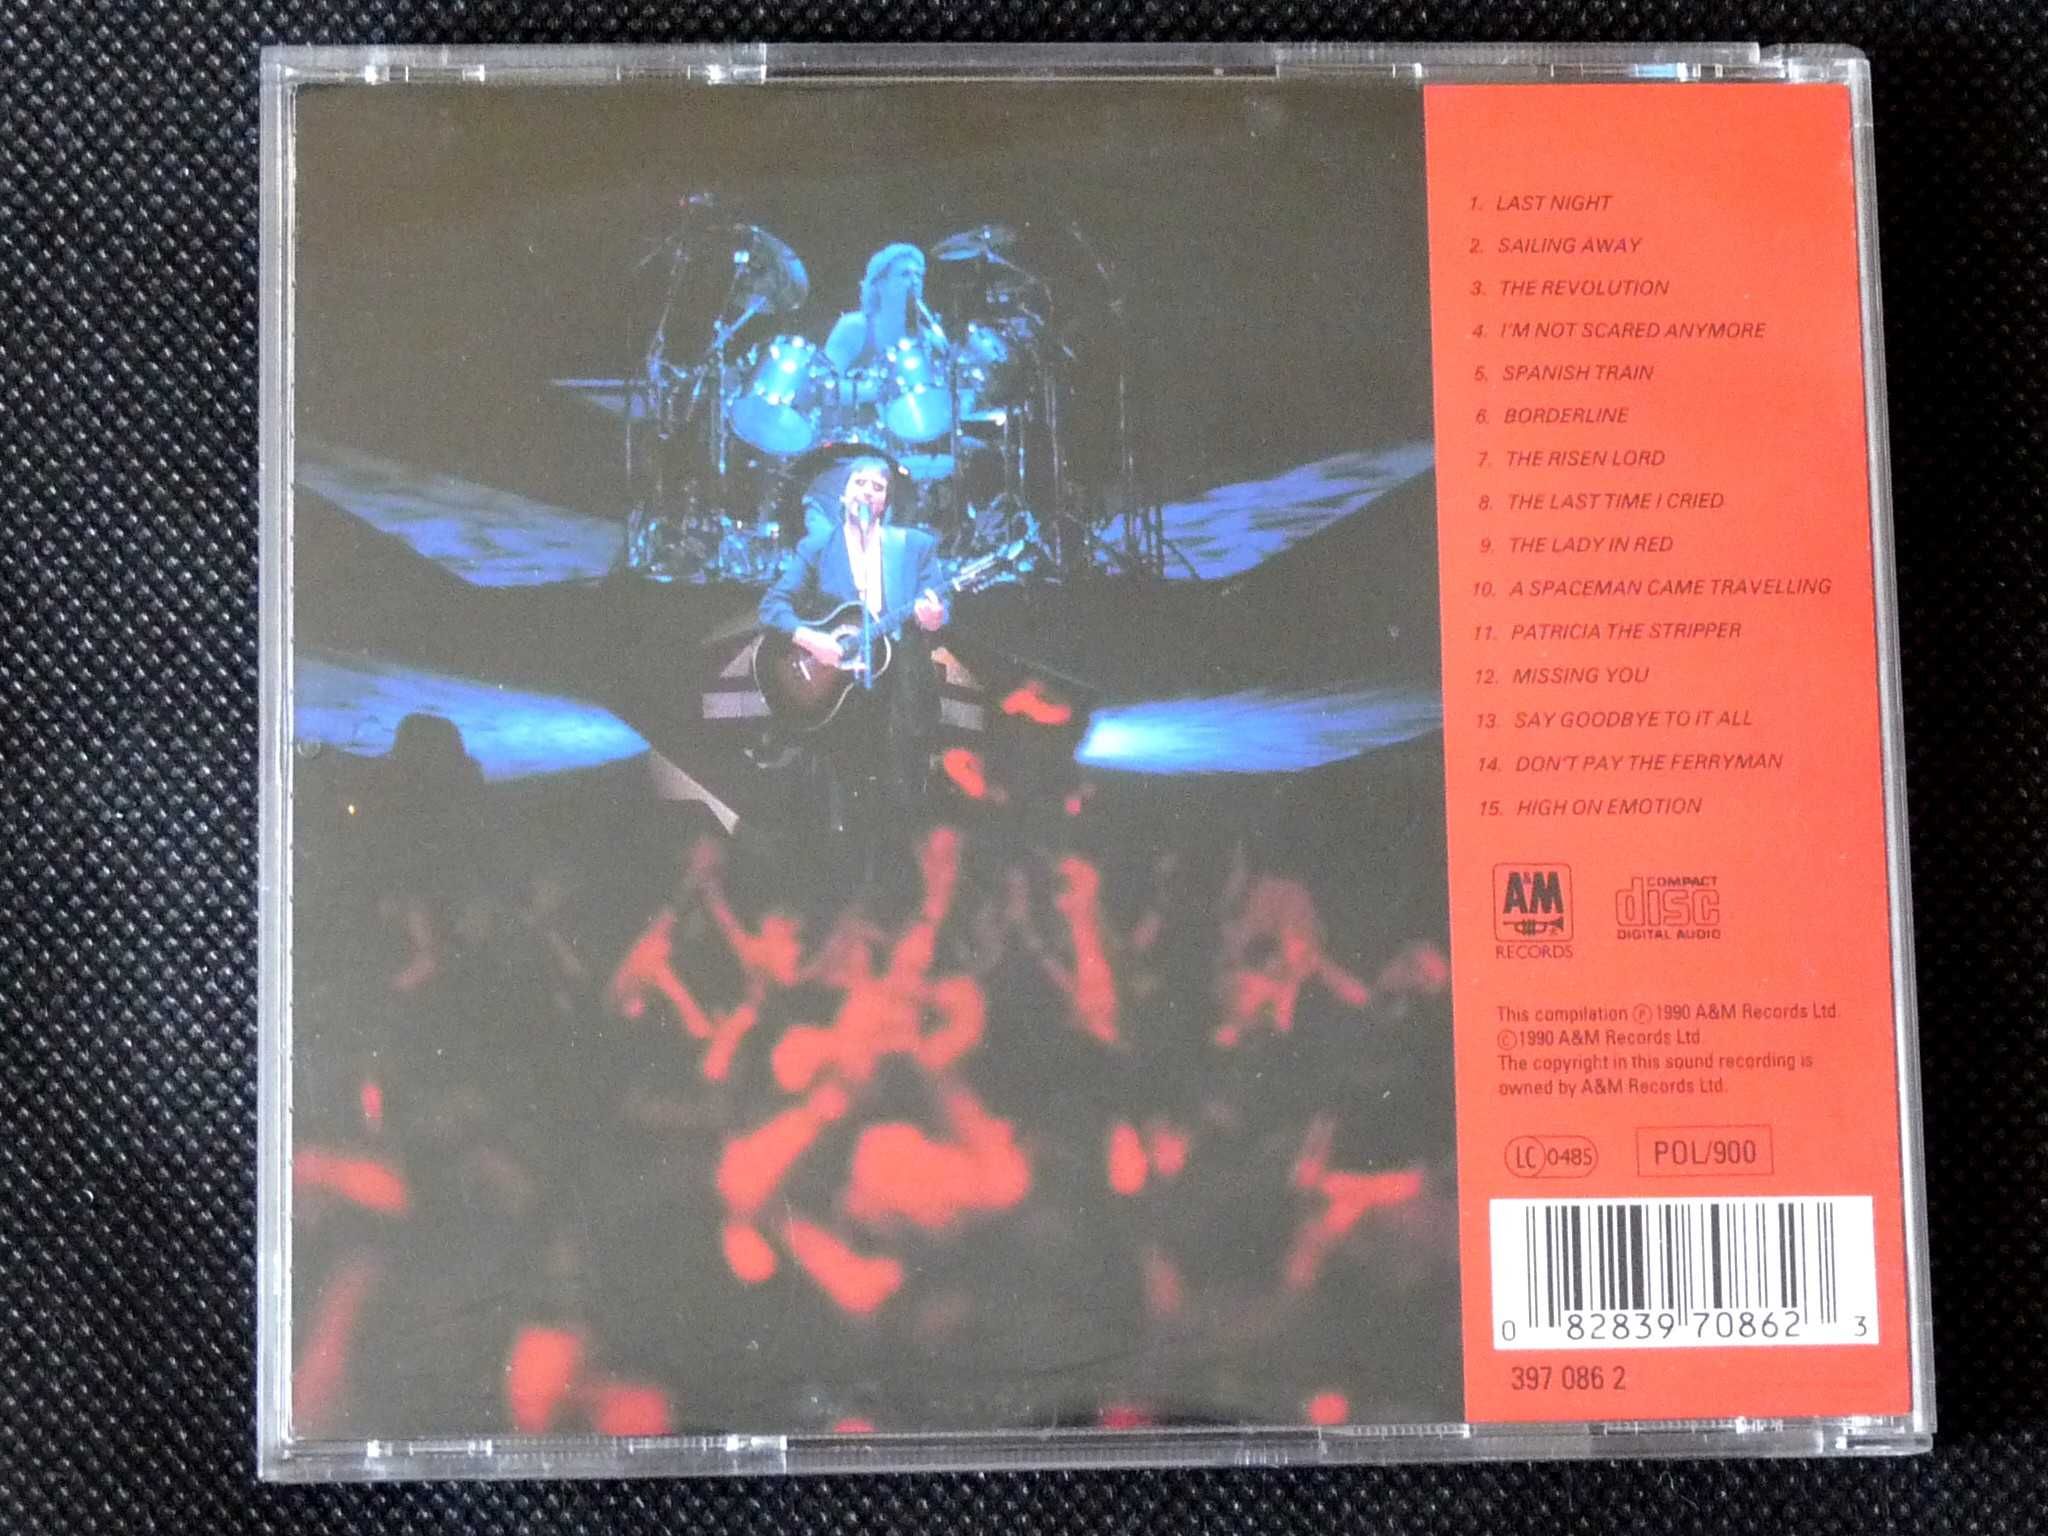 1. LAST NIGHT
2. SAILING AWAY
3. THE REVOLUTION
4. I'M NOT SCARED ANYMORE
5. SPANISH TRAIN
6. BORDERLINE
7. THE RISEN LORD
8. THE LAST TIME I CRIED
9. THE LADY IN RED
10. A SPACEMAN CAME TRAVELLING
11. PATRICIA THE STRIPPER
12. MISSING YOU
13. SAY GOODBYE TO IT ALL
14. DON'T PAY THE FERRYMAN
15. HIGH ON EMOTION
A&M
RECORDS
COMPACT
disc
DIGITAL AUDIO
This compilation ℗ 1990 A&M Records Ltd
©1990 A&M Records Ltd.
The copyright in this sound recording is
owned by A&M Records Ltd.
LC 0485
POL/900
0 82839 70862 3
397 086 2